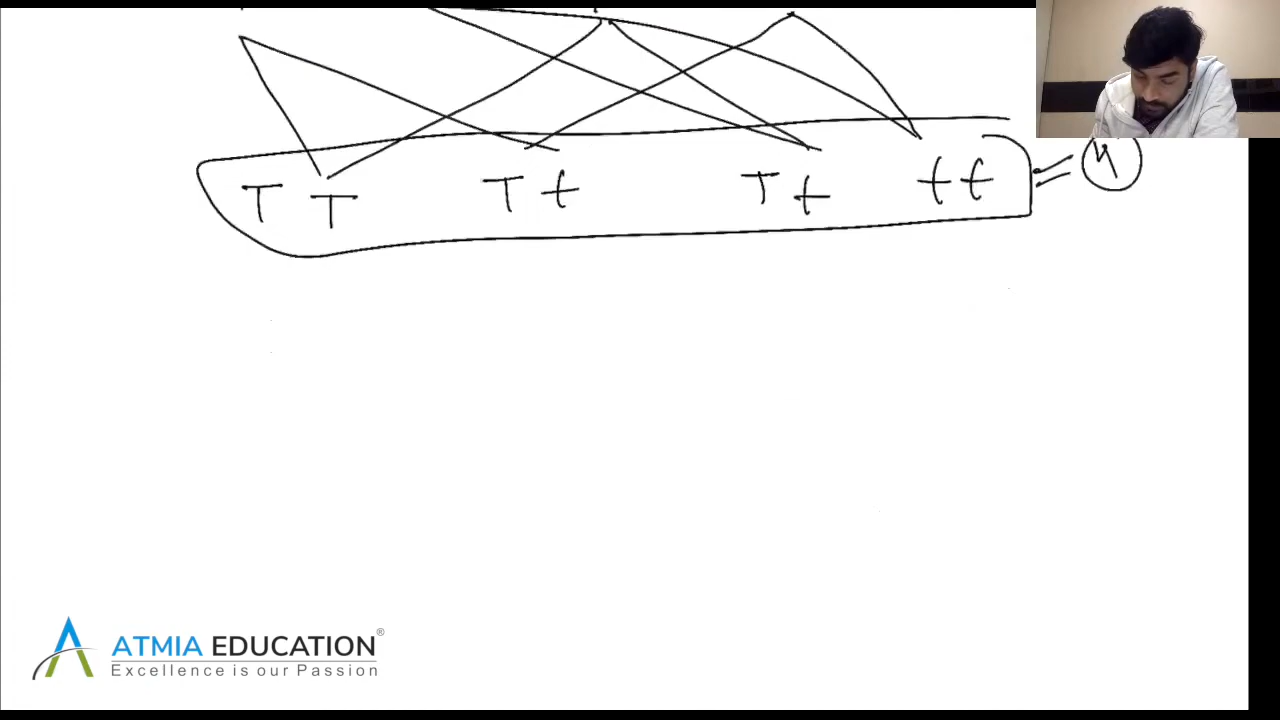 T T T t T t t t = 4
ATMIA EDUCATION®
Excellence is our Passion